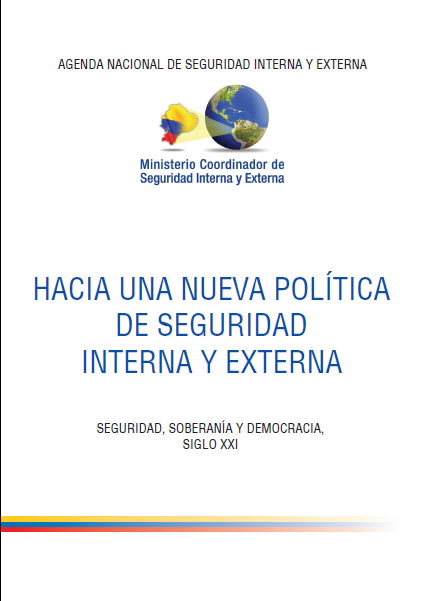 AGENDA NACIONAL DE SEGURIDAD INTERNA Y EXTERNA
Ministerio Coordinador de
Seguridad Interna y Externa
HACIA UNA NUEVA POLÍTICA
DE SEGURIDAD
INTERNA Y EXTERNA
SEGURIDAD, SOBERANÍA Y DEMOCRACIA,
SIGLO XXI